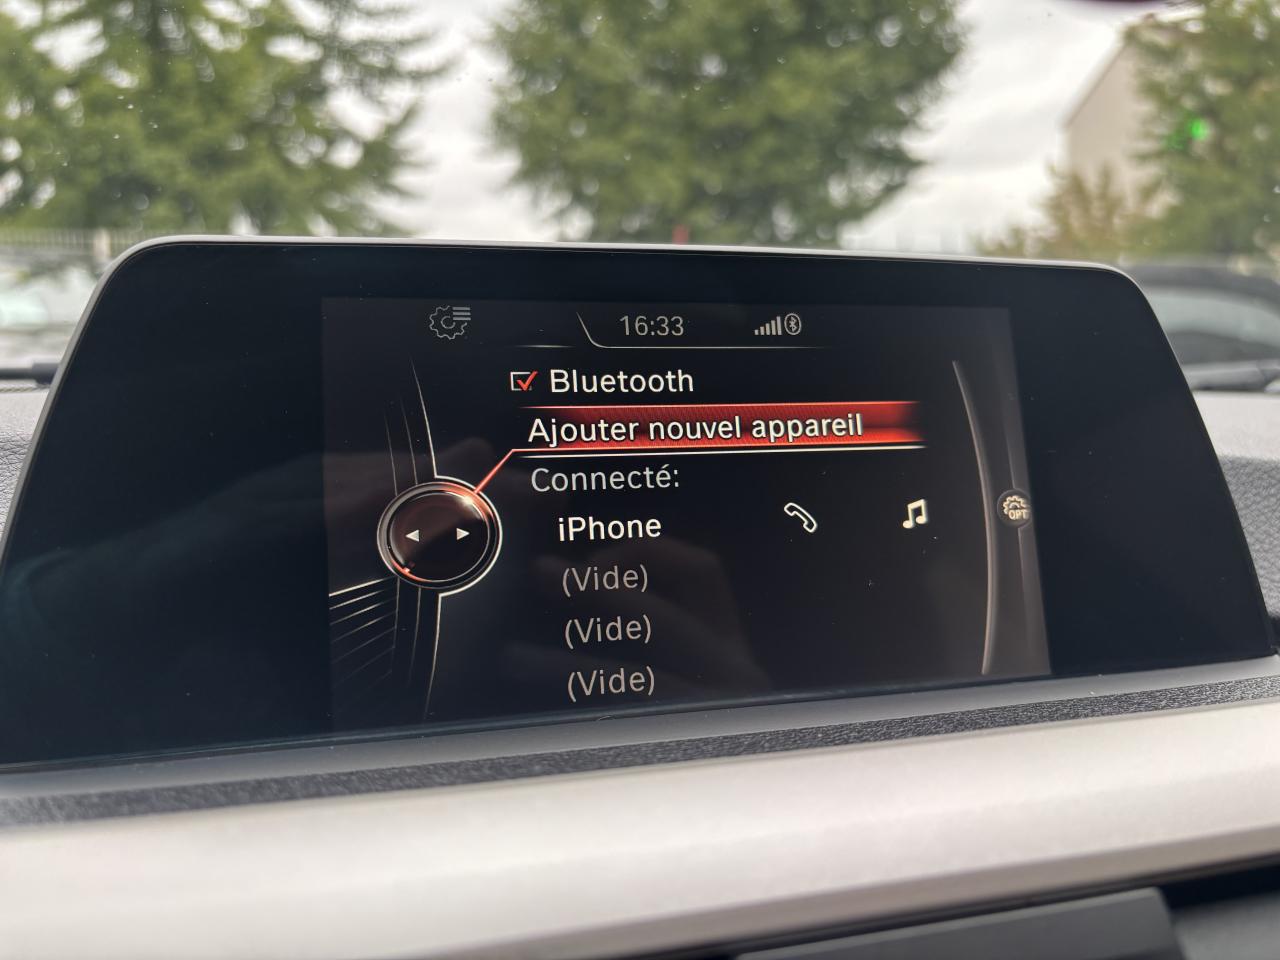 16:33
Bluetooth
Ajouter nouvel appareil
Connecté:
iPhone
OPT
(Vide)
(Vide)
(Vide)